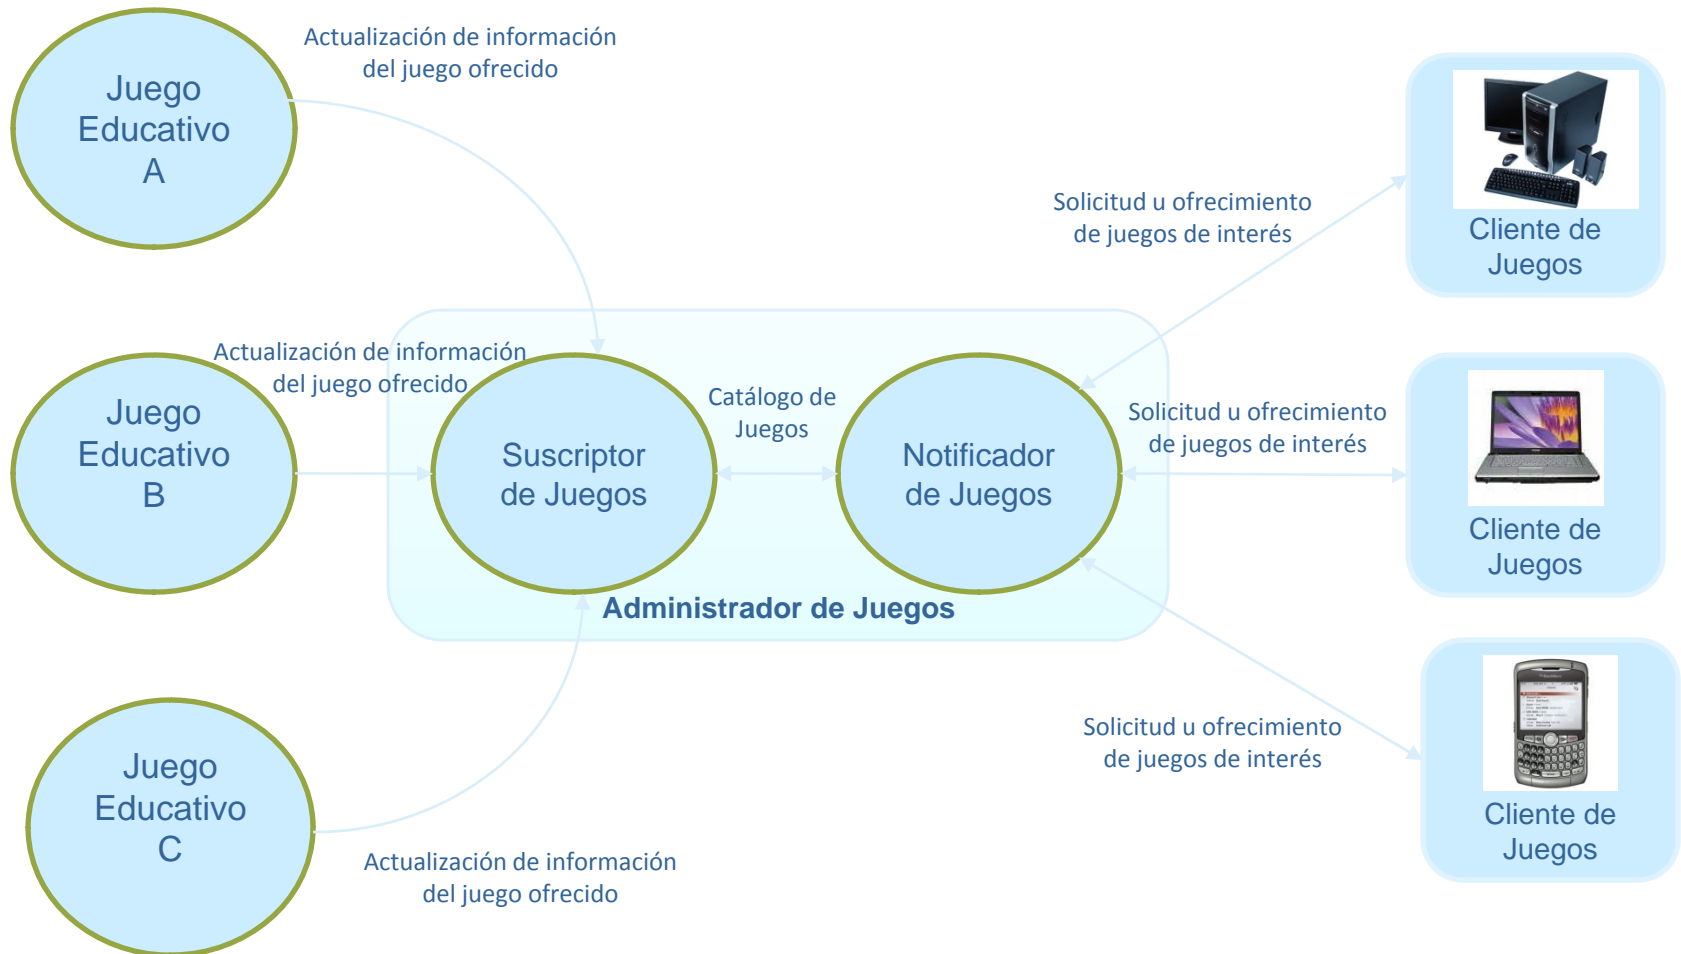 Actualización de información
del juego ofrecido
Juego
Educativo
A
Solicitud u ofrecimiento
de juegos de interés
Cliente de
Juegos
Actualización de información
del juego ofrecido
Juego
Educativo
B
Suscriptor
de Juegos
Catálogo de
Juegos
Notificador
de Juegos
Solicitud u ofrecimiento
de juegos de interés
Cliente de
Juegos
Administrador de Juegos
Juego
Educativo
C
Actualización de información
del juego ofrecido
Solicitud u ofrecimiento
de juegos de interés
Cliente de
Juegos